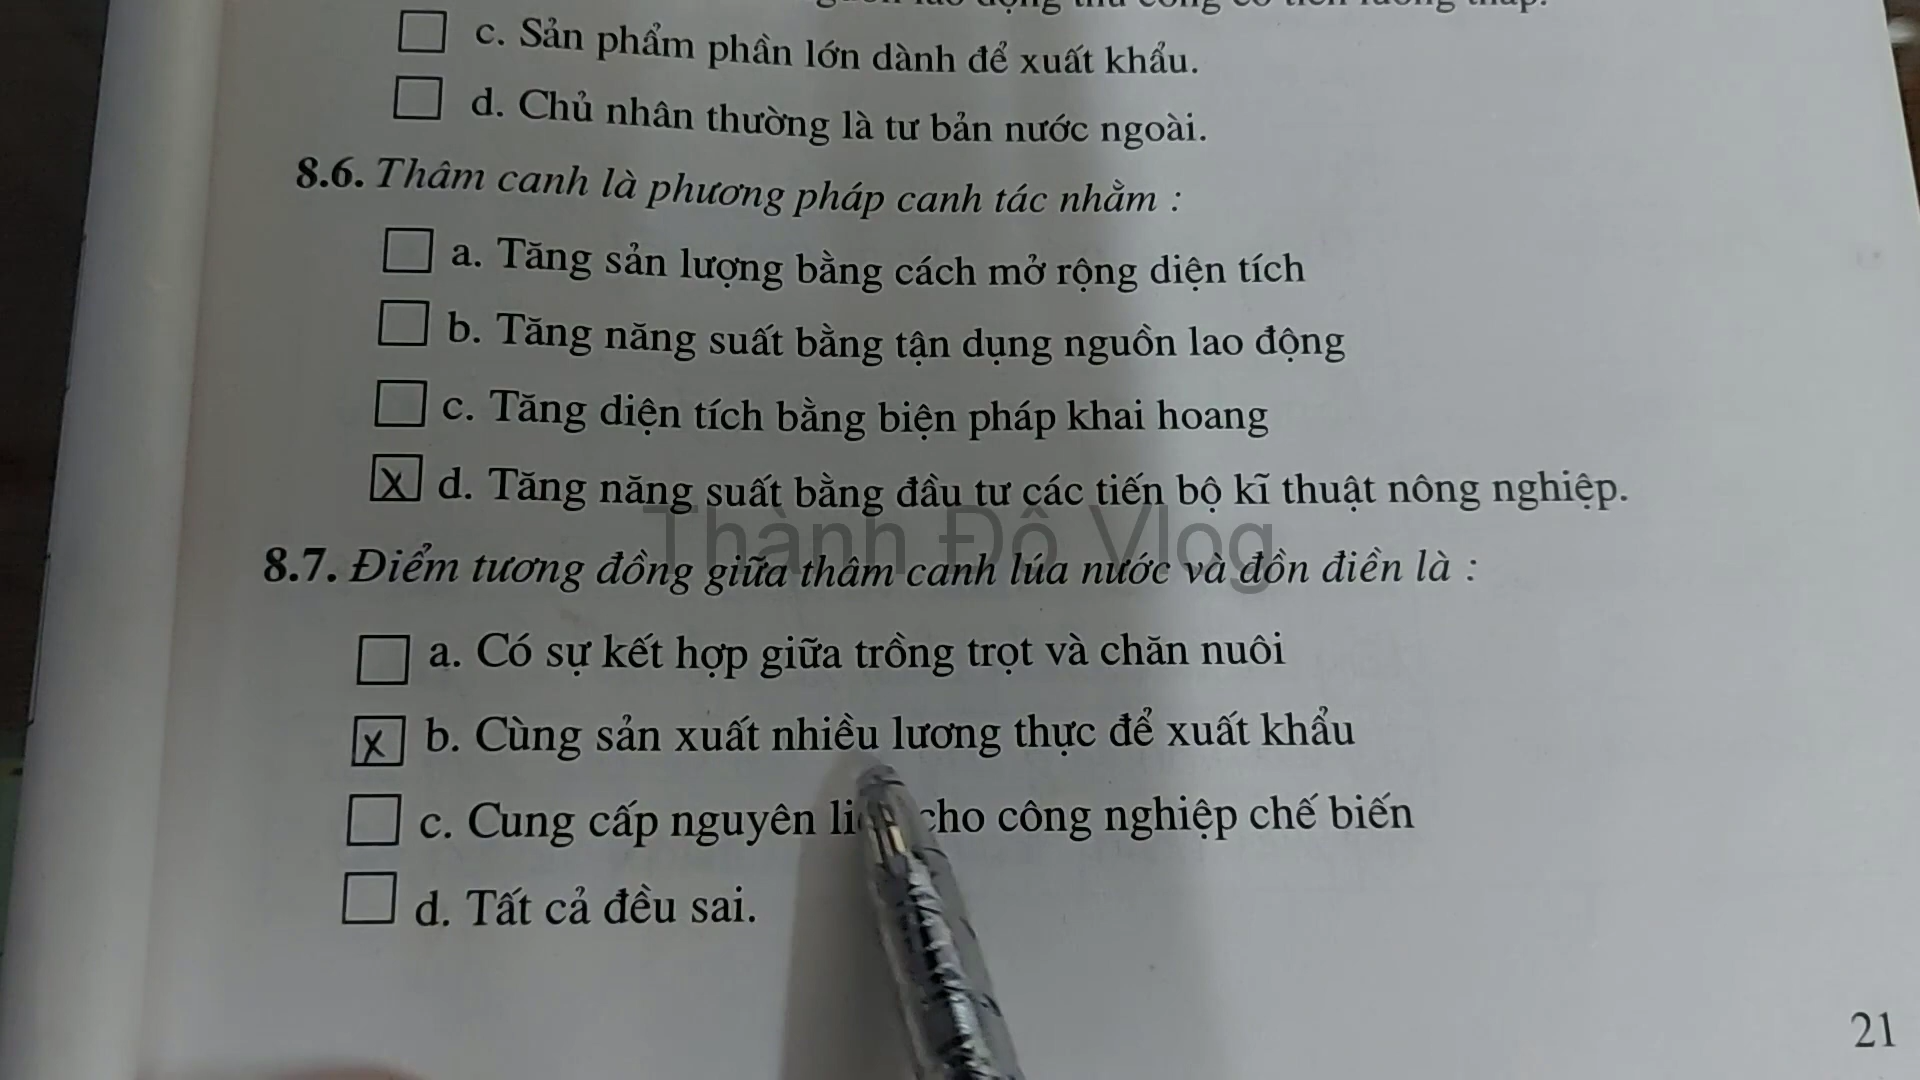 c. Sản phẩm phần lớn dành để xuất khẩu.
d. Chủ nhân thường là tư bản nước ngoài.
8.6. Thâm canh là phương pháp canh tác nhằm :
a. Tăng sản lượng bằng cách mở rộng diện tích
b. Tăng năng suất bằng tận dụng nguồn lao động
c. Tăng diện tích bằng biện pháp khai hoang
X d. Tăng năng suất bằng đầu tư các tiến bộ kĩ thuật nông nghiệp.
Thành Đô Vlog
8.7. Điểm tương đồng giữa thâm canh lúa nước và đồn điền là :
a. Có sự kết hợp giữa trồng trọt và chăn nuôi
X b. Cùng sản xuất nhiều lương thực để xuất khẩu
c. Cung cấp nguyên cho công nghiệp chế biến
d. Tất cả đều sai.
21